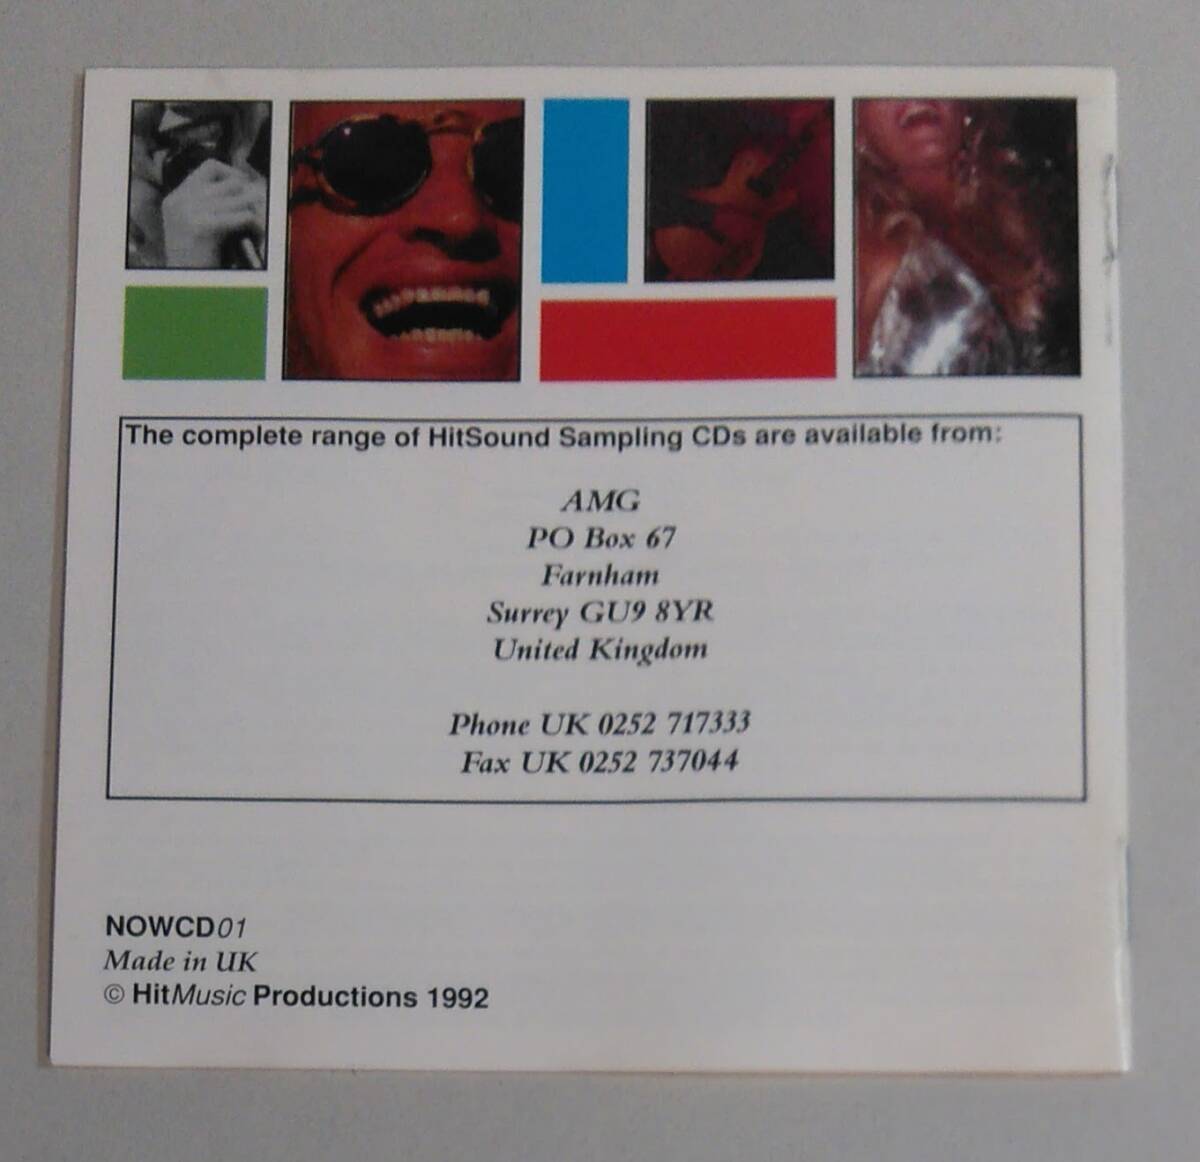 The complete range of HitSound Sampling CDs are available from:
AMG
PO Box 67
Farnham
Surrey GU9 8YR
United Kingdom
Phone UK 0252 717333
Fax UK 0252 737044
NOWCD01
Made in UK
© HitMusic Productions 1992